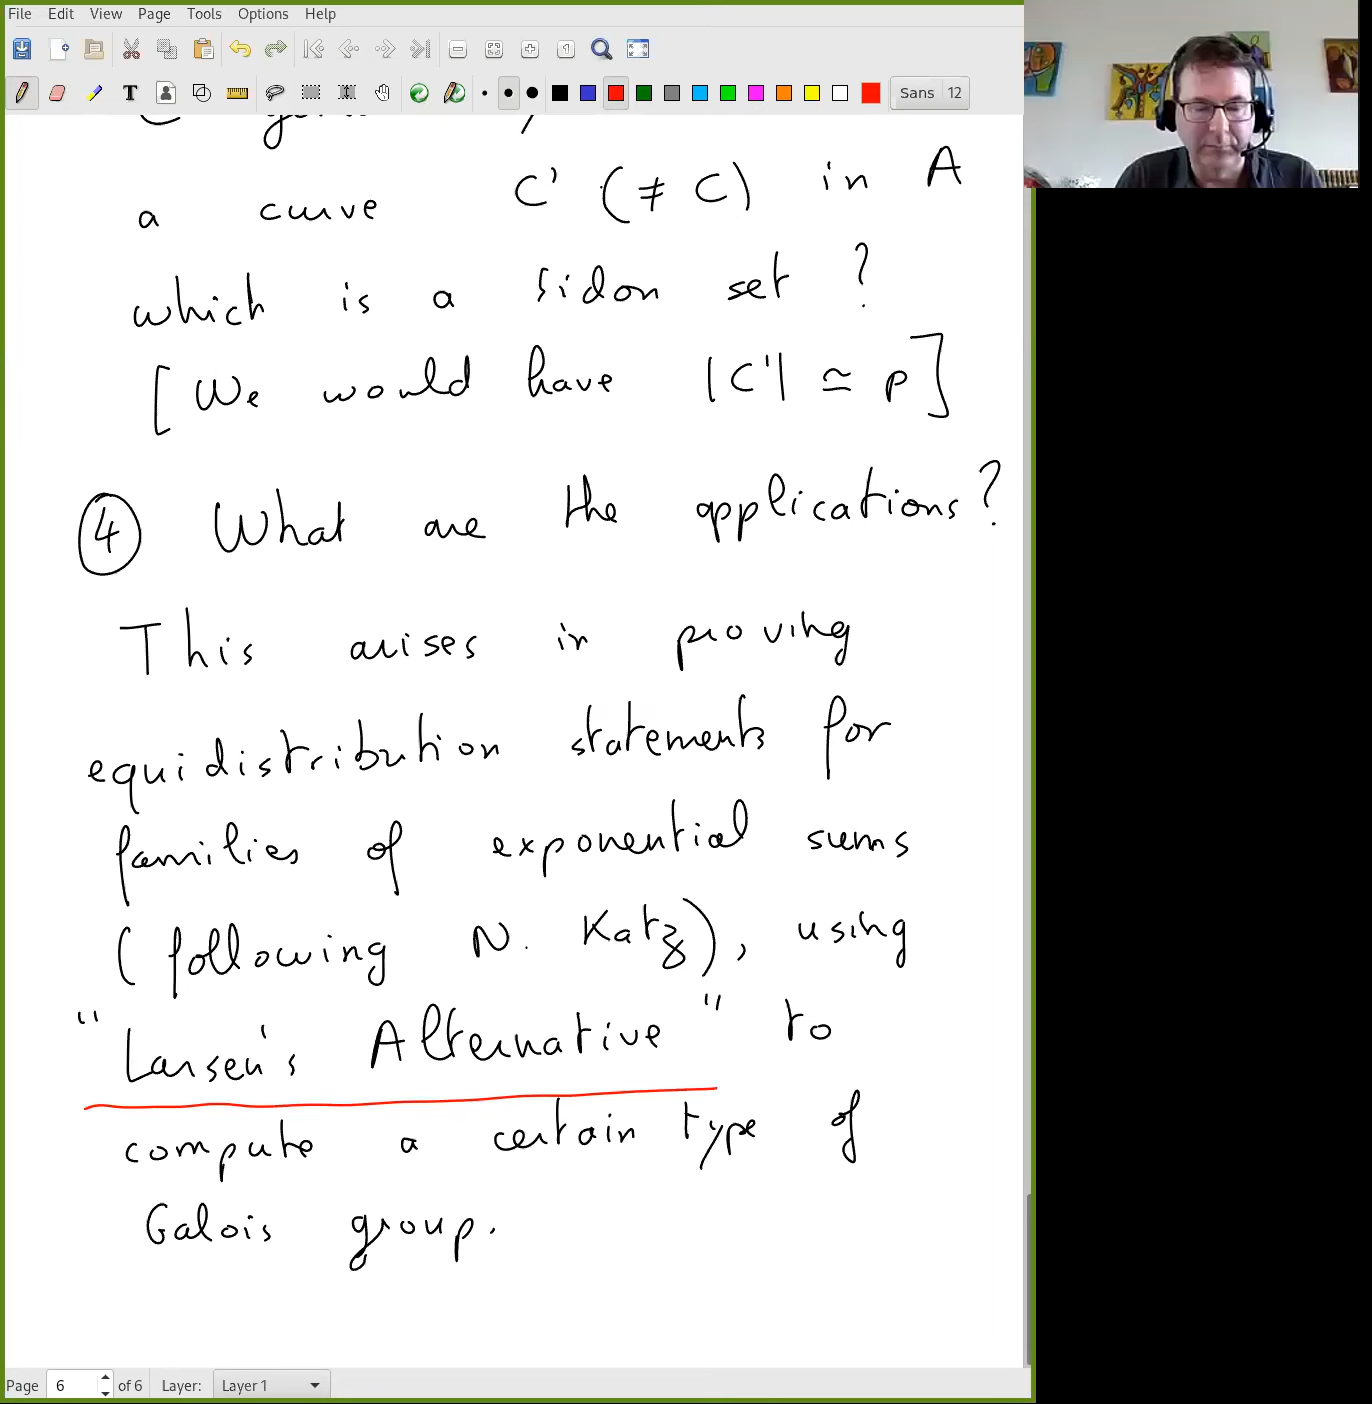 File Edit View Page Tools Options Help
T Sans 12
a curve C' (≠ C) in A
which is a Sidon set ?
[We would have |C'| ≃ p]
④ What are the applications?
This arises in proving
equidistribution statements for
families of exponential sums
(following N. Katz), using
"Larsen's Alternative" to
compute a certain type of
Galois group.
Page 6 of 6 Layer: Layer 1